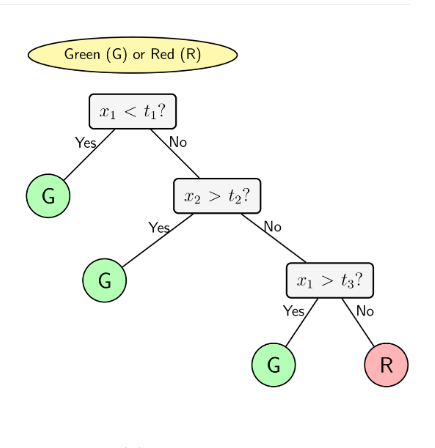 Green (G) or Red (R)
x₁ < t₁?
Yes No
G
x₂ > t₂?
Yes No
G
x₁ > t₃?
Yes No
G R